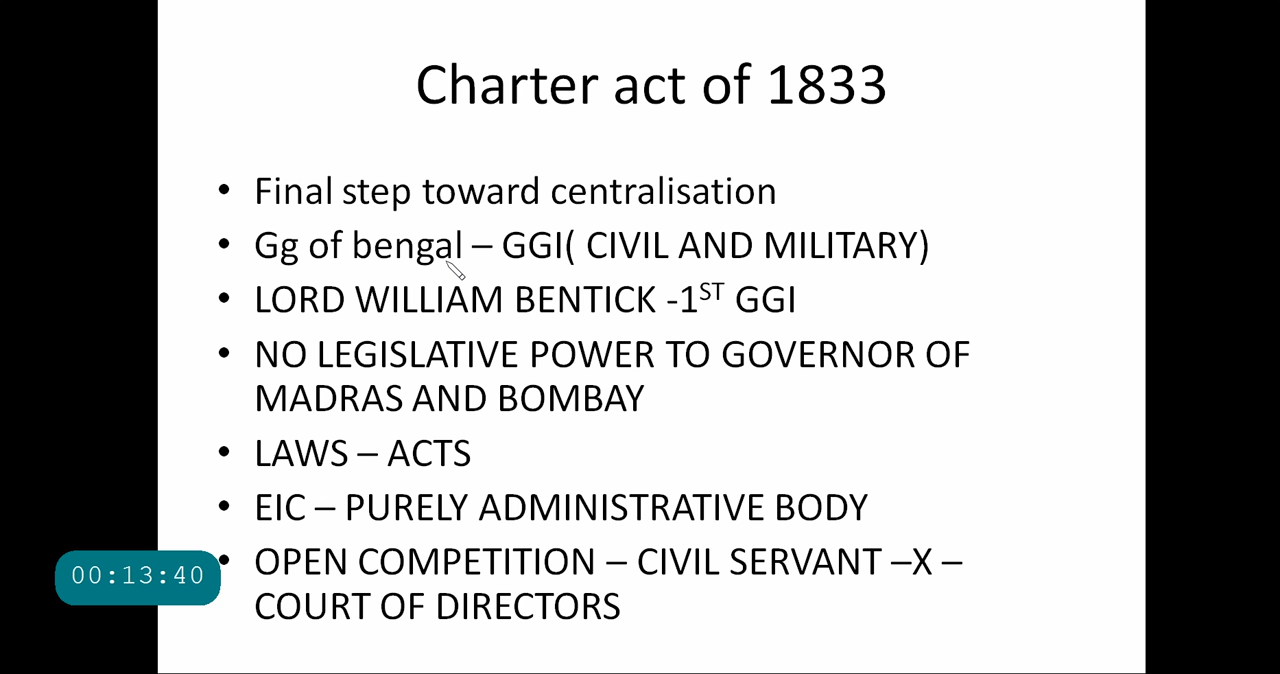 Charter act of 1833
• Final step toward centralisation
• Gg of bengal – GGI( CIVIL AND MILITARY)
• LORD WILLIAM BENTICK -1ST GGI
• NO LEGISLATIVE POWER TO GOVERNOR OF
MADRAS AND BOMBAY
• LAWS – ACTS
• EIC – PURELY ADMINISTRATIVE BODY
• OPEN COMPETITION – CIVIL SERVANT –X –
COURT OF DIRECTORS
00:13:40